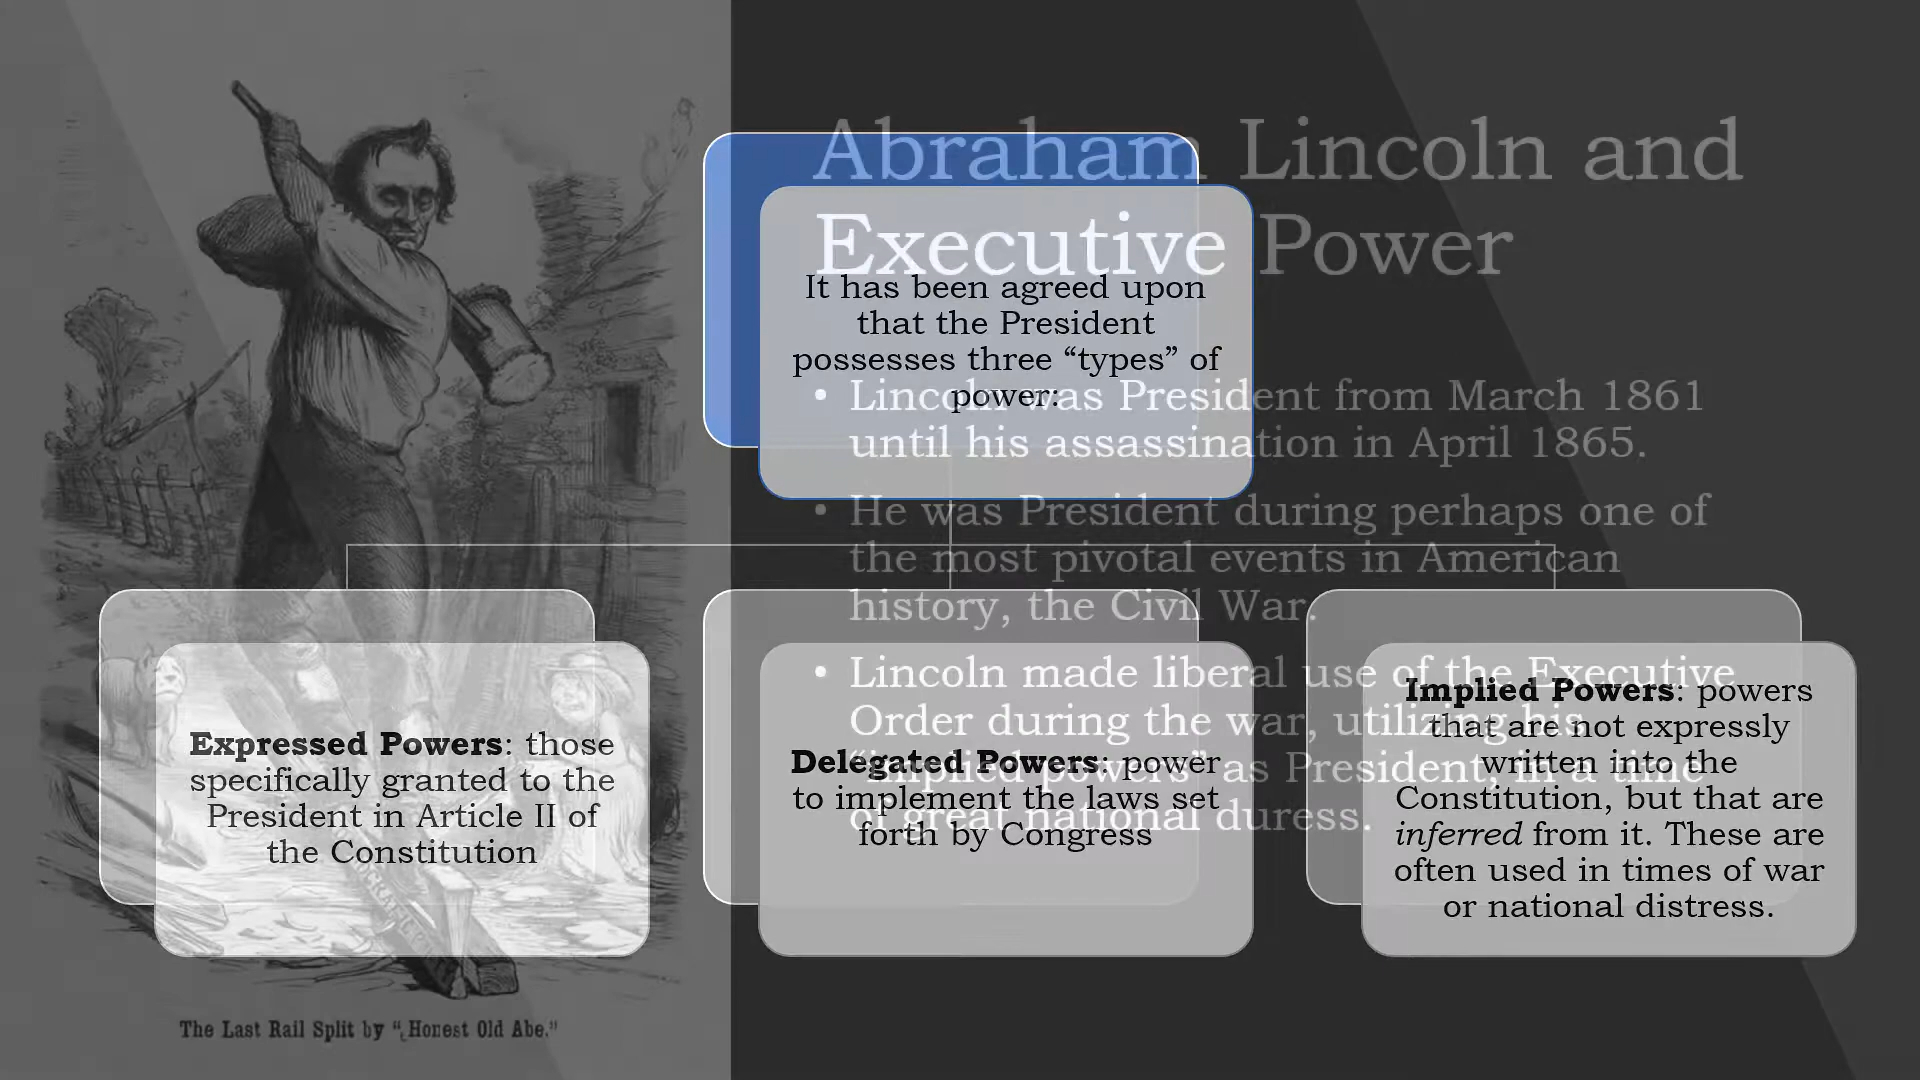 Abraham Lincoln and
Executive Power
• Lincoln was President from March 1861
until his assassination in April 1865.
• He was President during perhaps one of
the most pivotal events in American
history, the Civil War.
• Lincoln made liberal use of the Executive
Order during the war, utilizing his
“implied powers” as President, in a time
of great national duress.
It has been agreed upon
that the President
possesses three “types” of
power:
Expressed Powers: those
specifically granted to the
President in Article II of
the Constitution
Delegated Powers: power
to implement the laws set
forth by Congress
Implied Powers: powers
that are not expressly
written into the
Constitution, but that are
inferred from it. These are
often used in times of war
or national distress.
The Last Rail Split by “Honest Old Abe.”